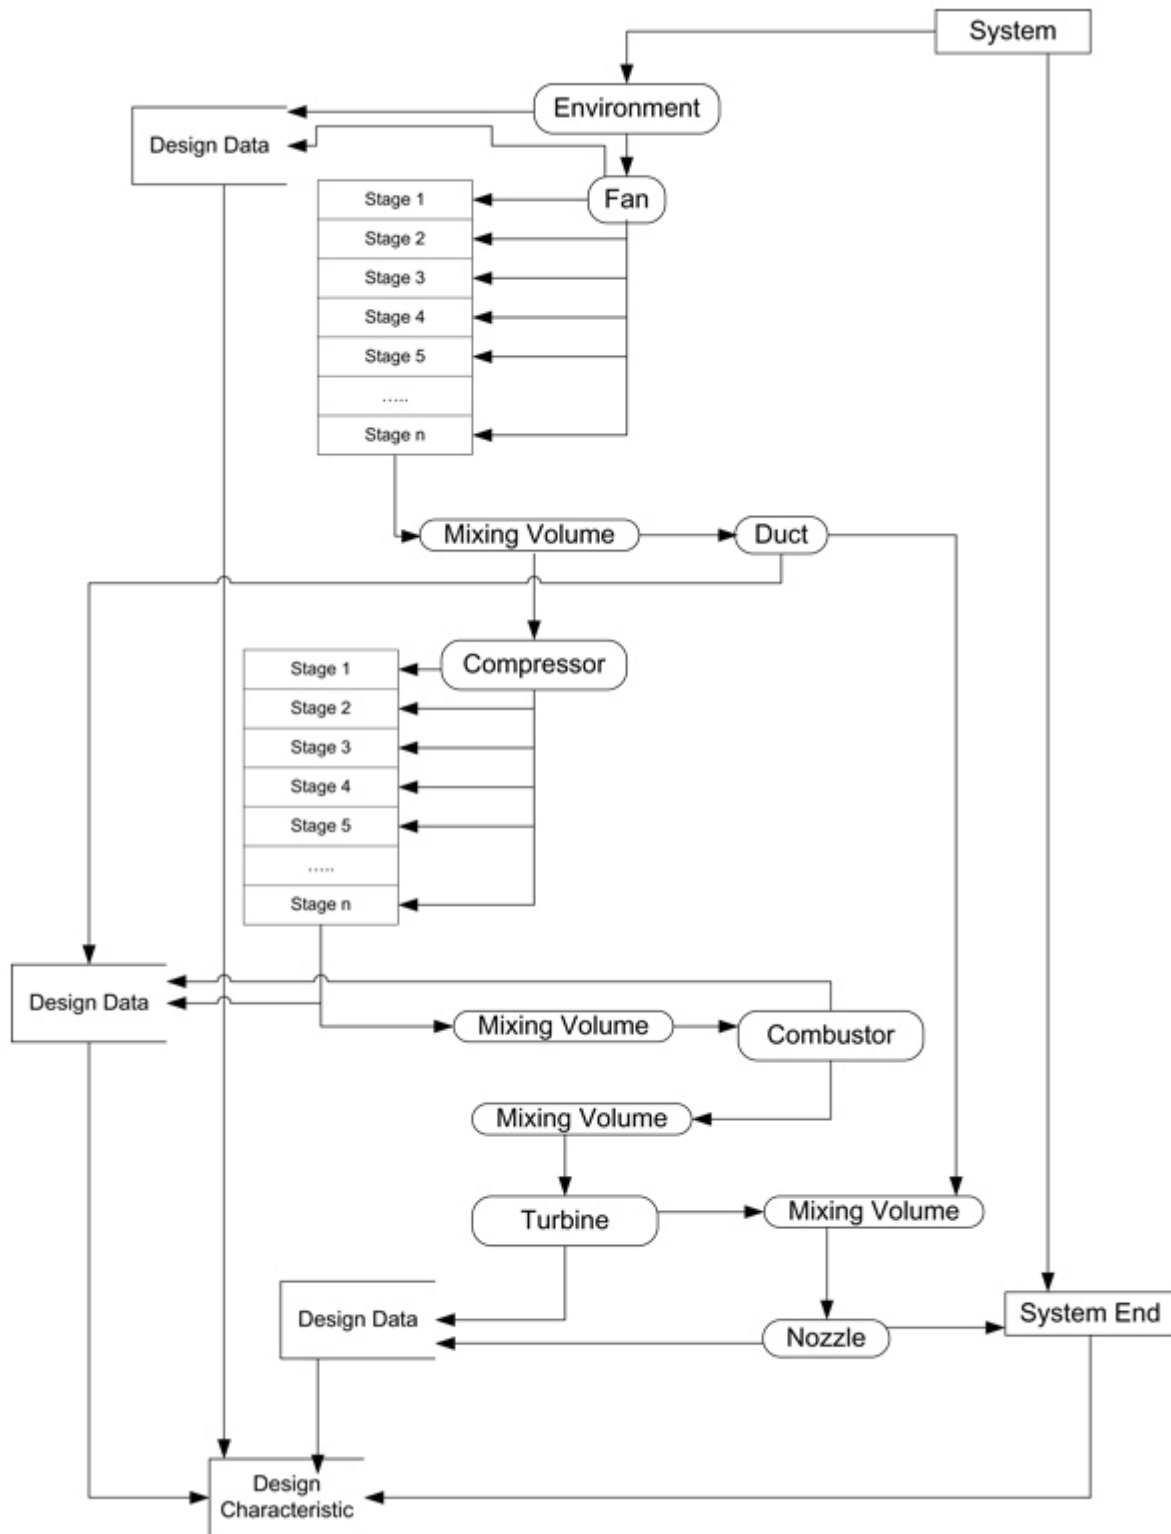 System
Environment
Design Data
Fan
Stage 1
Stage 2
Stage 3
Stage 4
Stage 5
.....
Stage n
Mixing Volume
Duct
Compressor
Stage 1
Stage 2
Stage 3
Stage 4
Stage 5
.....
Stage n
Design Data
Mixing Volume
Combustor
Mixing Volume
Turbine
Mixing Volume
Design Data
System End
Nozzle
Design
Characteristic